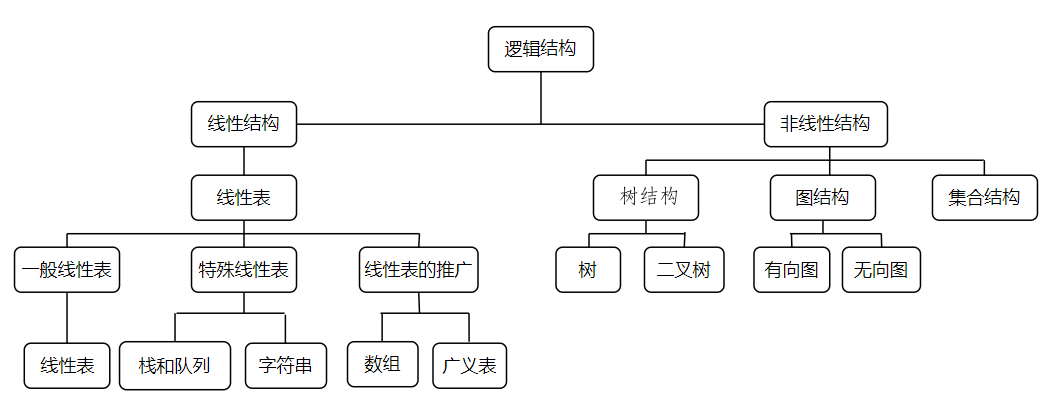 逻辑结构
线性结构
非线性结构
线性表
树结构
图结构
集合结构
一般线性表
特殊线性表
线性表的推广
树
二叉树
有向图
无向图
线性表
栈和队列
字符串
数组
广义表